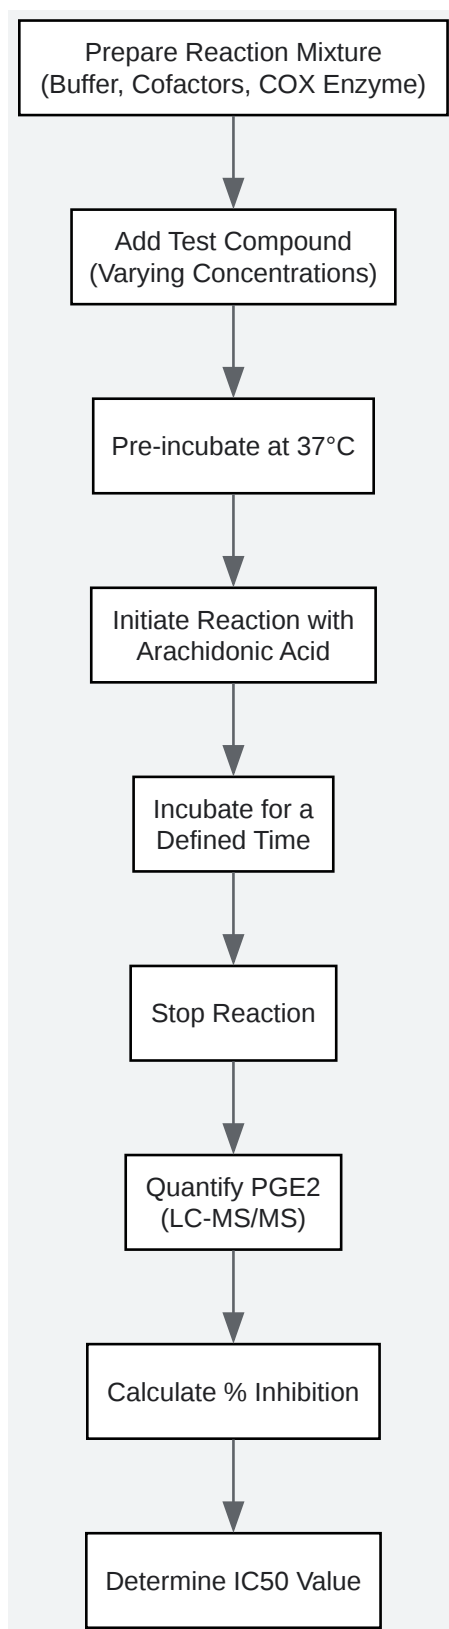 Prepare Reaction Mixture
(Buffer, Cofactors, COX Enzyme)
Add Test Compound
(Varying Concentrations)
Pre-incubate at 37°C
Initiate Reaction with
Arachidonic Acid
Incubate for a
Defined Time
Stop Reaction
Quantify PGE2
(LC-MS/MS)
Calculate % Inhibition
Determine IC50 Value